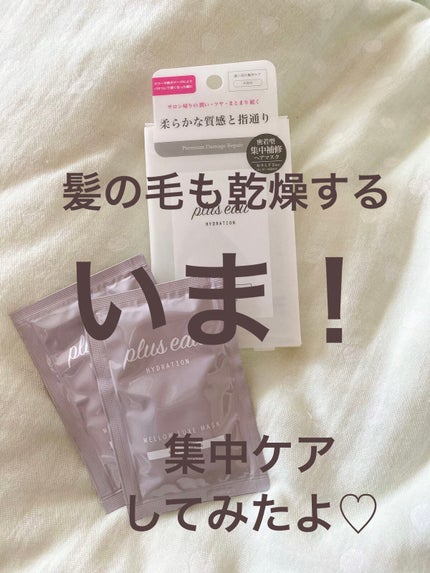 サロン帰りの潤い・ツヤ・まとまり続く
柔らかな質感と指通り
Premium Damage Repair
密着型
集中補修
ヘアマスク
髪の毛も乾燥する
plus eau
HYDRATION
いま！
plus eau
HYDRATION
MELLOW LUXE MASK
集中ケア
してみたよ♡